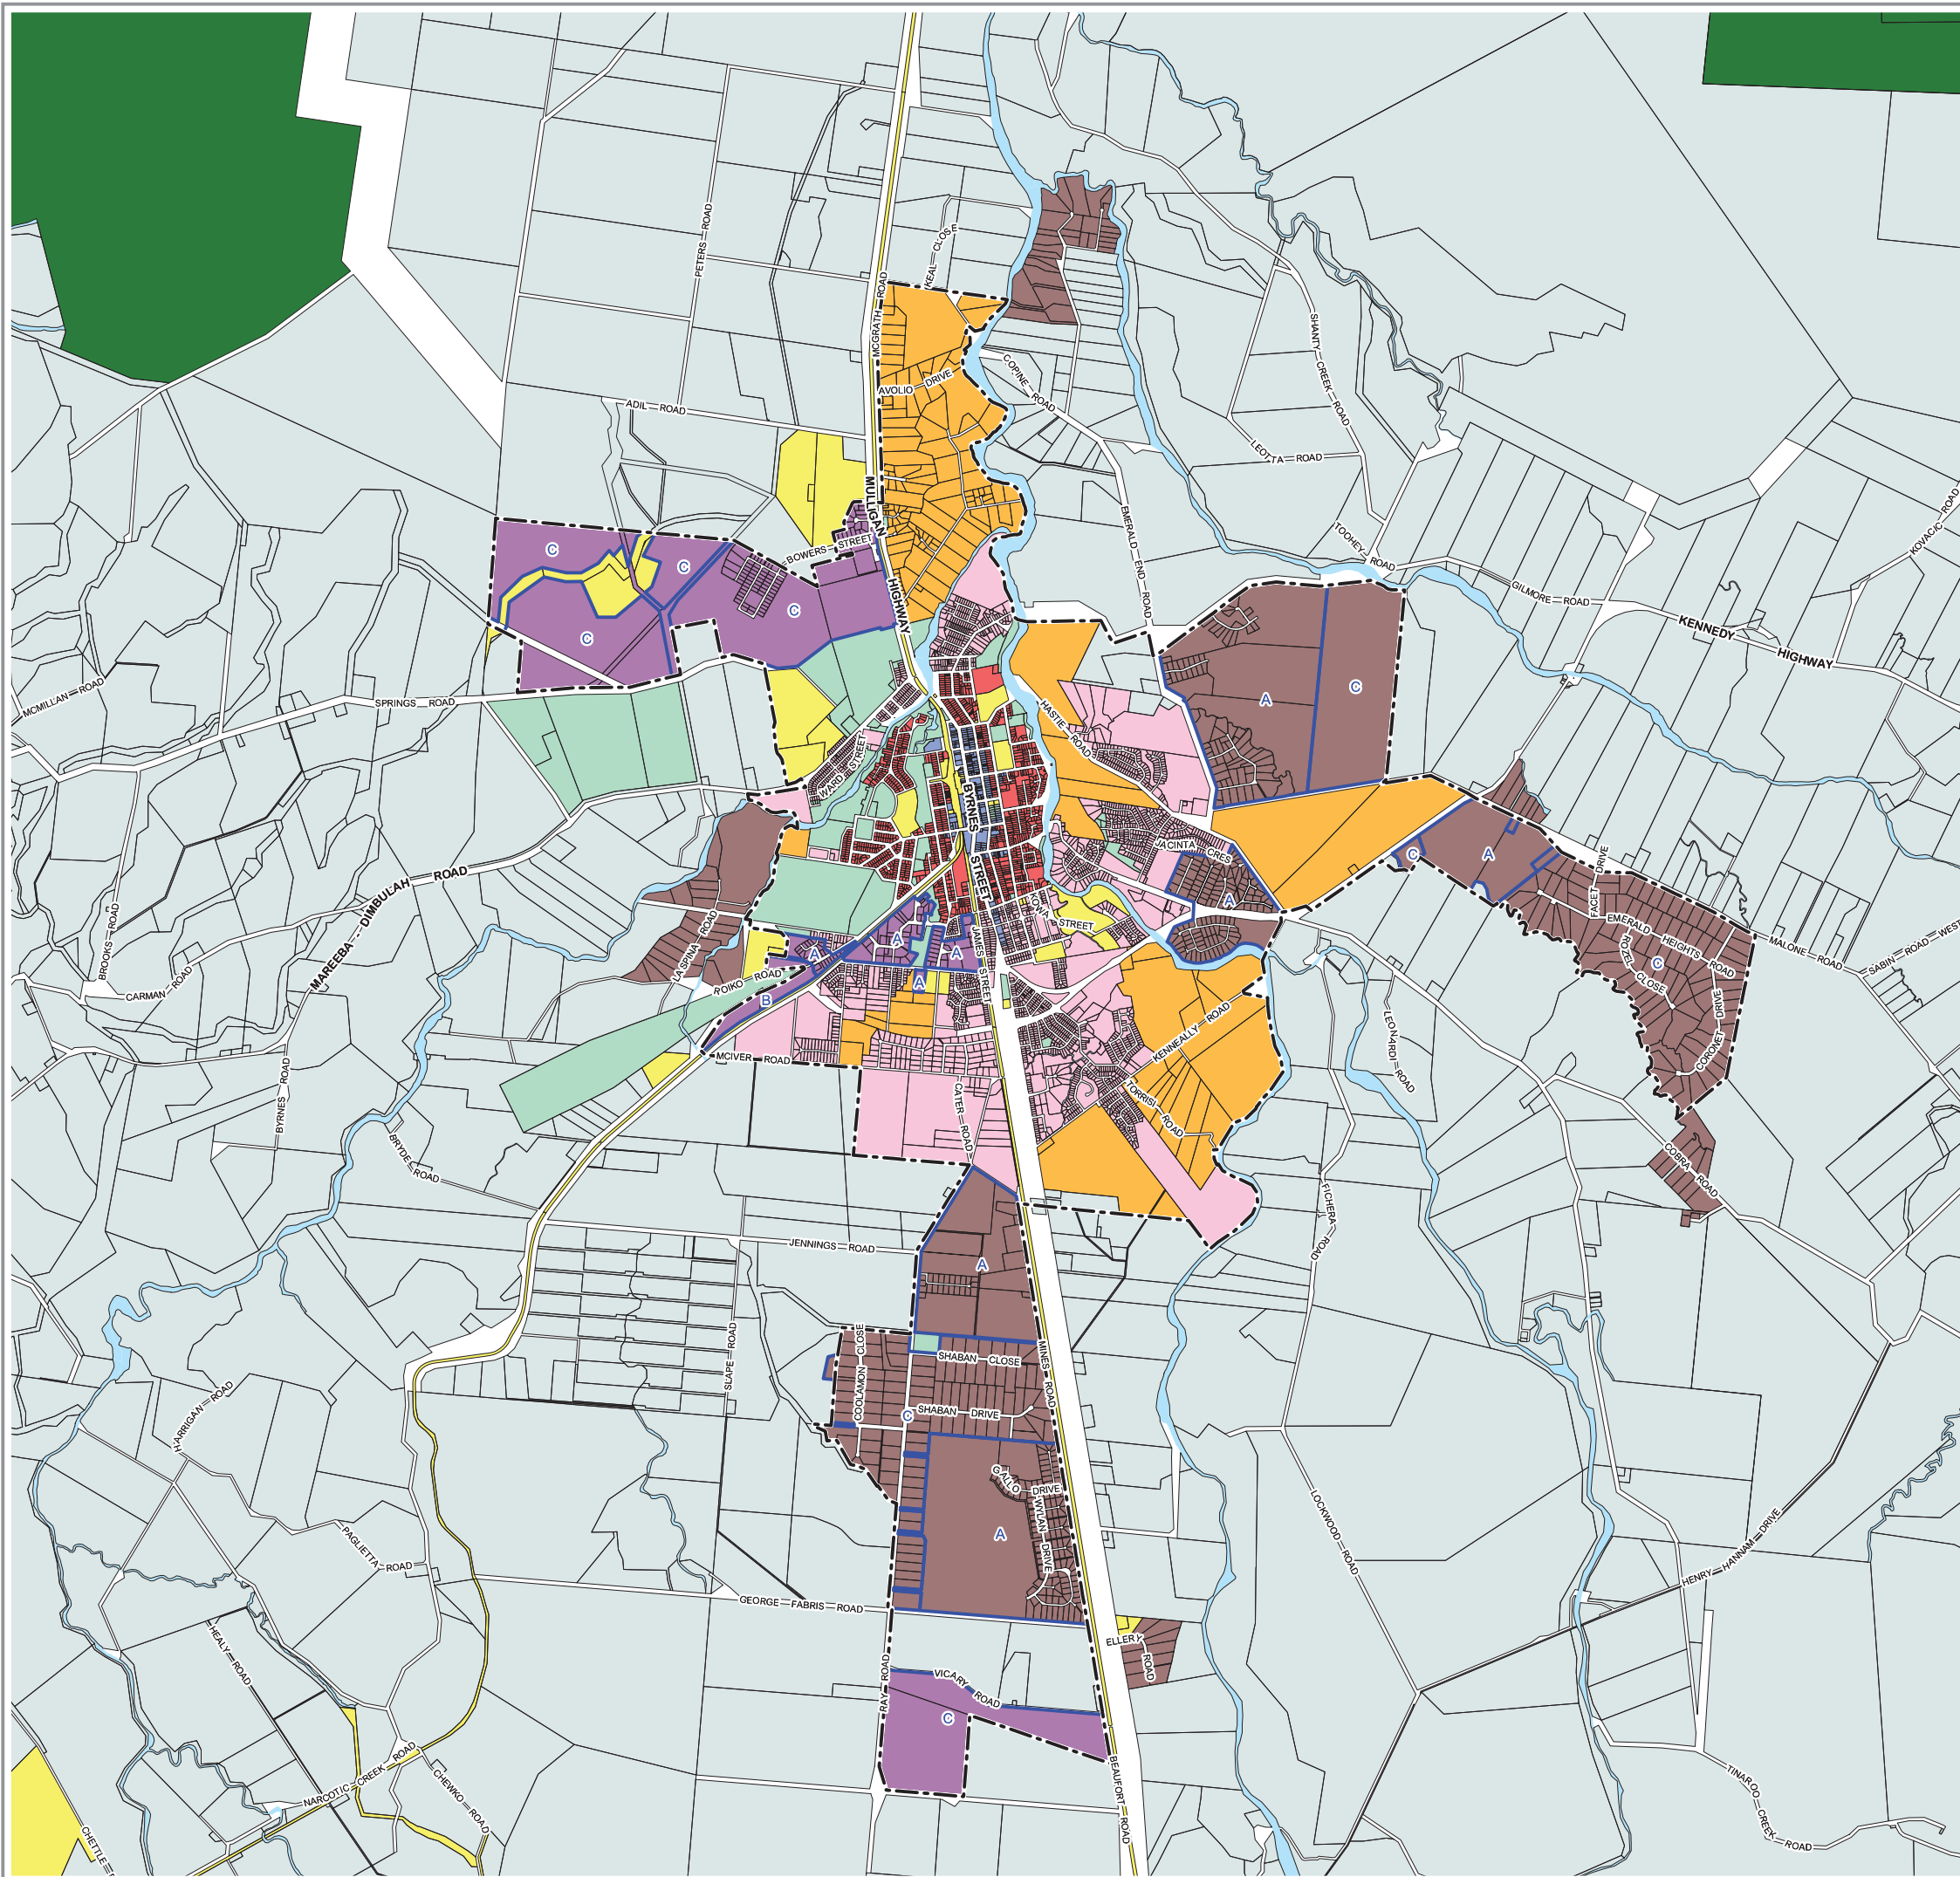 PETERS ROAD
KEAL CLOSE
MCGRATH ROAD
SHANTY CREEK ROAD
COPINE ROAD
AVOLIO DRIVE
ADIL ROAD
LEOTTA ROAD
MULLIGAN
HIGHWAY
EMERALD END ROAD
TOOHEY ROAD
KOVACIC ROAD
BOWERS STREET
C
C
C
C
GILMORE ROAD
KENNEDY
HIGHWAY
MCMILLAN ROAD
SPRINGS ROAD
HASTIE ROAD
A
C
WARD STREET
BYRNES
STREET
JACINTA CRES
C
A
FACET DRIVE
MAREEBA - DIMBULAH ROAD
BROOKS ROAD
CARMAN ROAD
LASPINA ROAD
A
A
A
A
A
JAMES STREET
STREET
EMERALD HEIGHTS ROAD
ROZEL CLOSE
C
CORONET DRIVE
MALONE ROAD
SABIN ROAD WEST
ROIKO ROAD
B
MCIVER ROAD
KENNEALLY ROAD
LEONARDI ROAD
BYRNES ROAD
CATER ROAD
TORRISI ROAD
BRYDE ROAD
COBRA ROAD
FICHERA ROAD
JENNINGS ROAD
A
SLAPE ROAD
COOLAMON CLOSE
SHABAN CLOSE
MINES ROAD
C
SHABAN DRIVE
HARRIGAN ROAD
GALLO DRIVE
WYLAN DRIVE
A
LOCKWOOD ROAD
PAGLIETTA ROAD
HENRY HANNAM DRIVE
GEORGE FABRIS ROAD
HEALY ROAD
ELLERY ROAD
RAY ROAD
VICARY ROAD
C
NARCOTIC CREEK ROAD
CHEWKO ROAD
BEAUFORT ROAD
TINAROO CREEK ROAD
CHETTLE